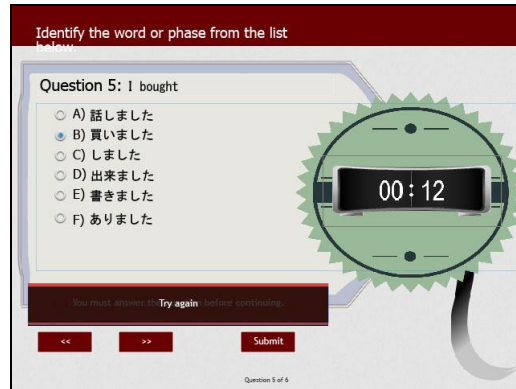 Identify the word or phase from the list
below.
Question 5: I bought
A) 話しました
B) 買いました
C) しました
D) 出来ました
E) 書きました
F) ありました
00:12
You must answer the Try again before continuing.
<< >> Submit
Question 5 of 6